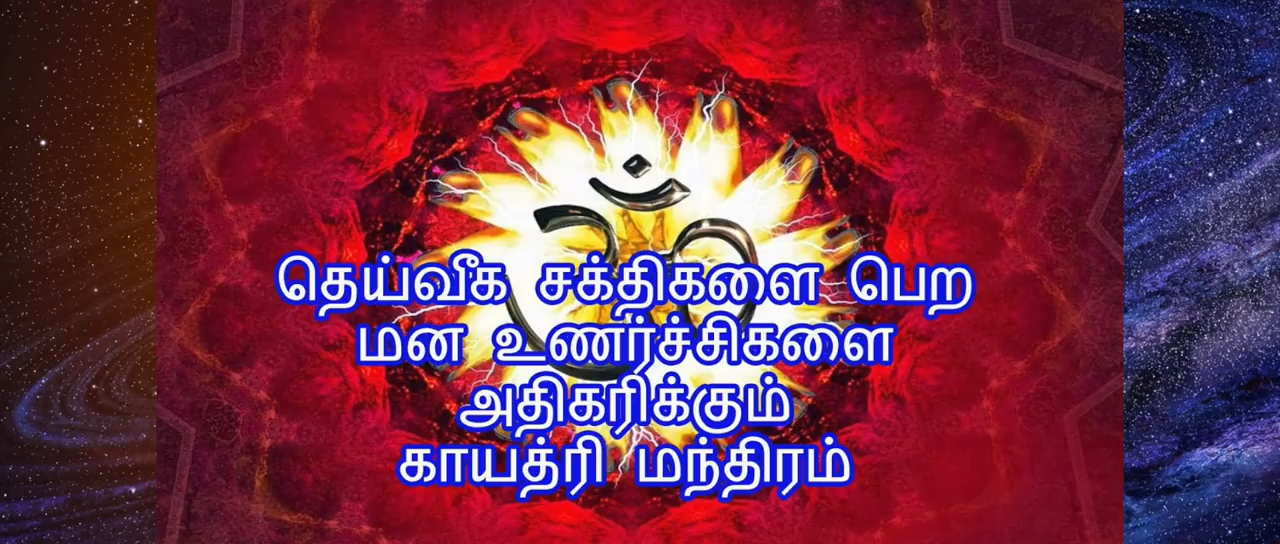 தெய்வீக சக்திகளை பெற
மன உணர்ச்சிகளை
அதிகரிக்கும்
காயத்ரி மந்திரம்